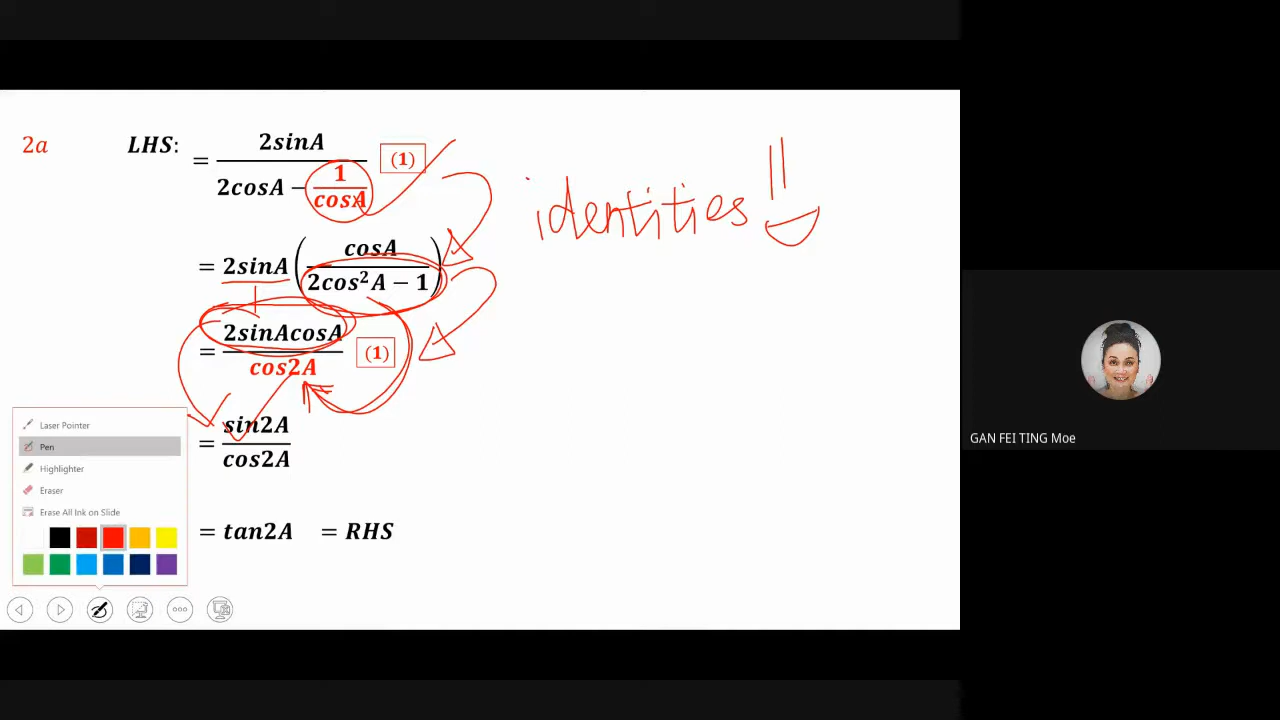 2a LHS: = 2sinA / (2cosA − 1/cosA) (1)
identities !!
= 2sinA (cosA / (2cos²A − 1))
= 2sinAcosA / cos2A (1)
= sin2A / cos2A
= tan2A = RHS
Laser Pointer
Pen
Highlighter
Eraser
Erase All Ink on Slide
GAN FEI TING Moe